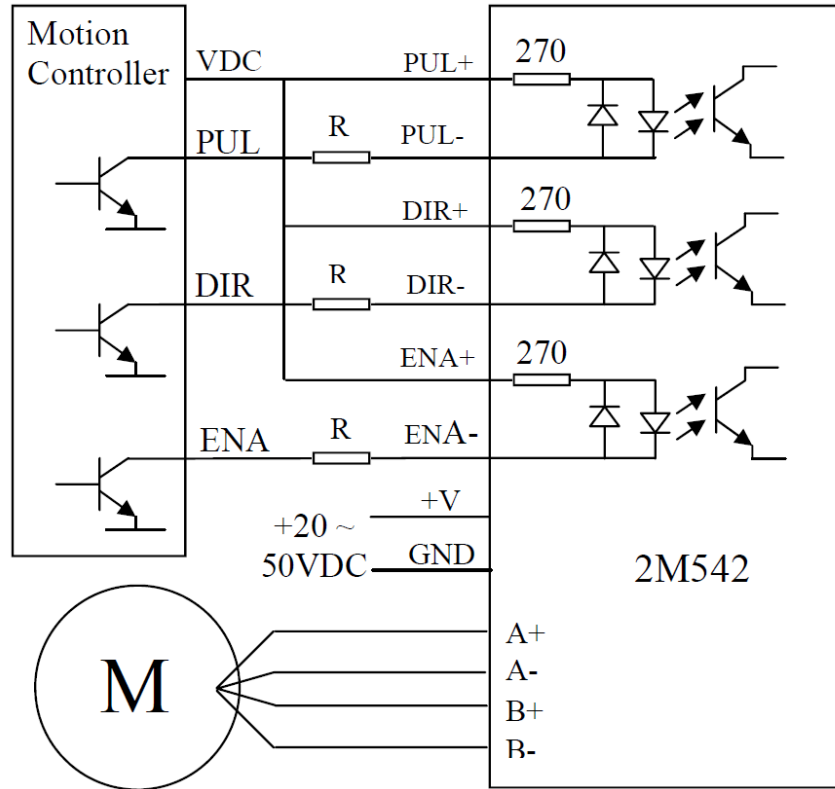 Motion
Controller
VDC
PUL+
270
PUL
R
PUL-
DIR+
270
DIR
R
DIR-
ENA+
270
ENA
R
ENA-
+V
+20 ~
50VDC
GND
2M542
M
A+
A-
B+
B-